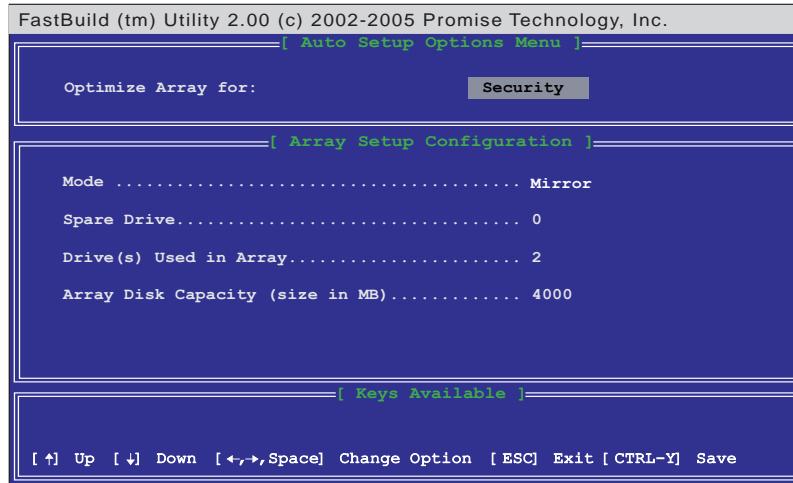 FastBuild (tm) Utility 2.00 (c) 2002-2005 Promise Technology, Inc.
[ Auto Setup Options Menu ]
Optimize Array for: Security
[ Array Setup Configuration ]
Mode ........................................ Mirror
Spare Drive.................................. 0
Drive(s) Used in Array....................... 2
Array Disk Capacity (size in MB)............. 4000
[ Keys Available ]
[↑] Up [↓] Down [←,→,Space] Change Option [ESC] Exit [CTRL-Y] Save